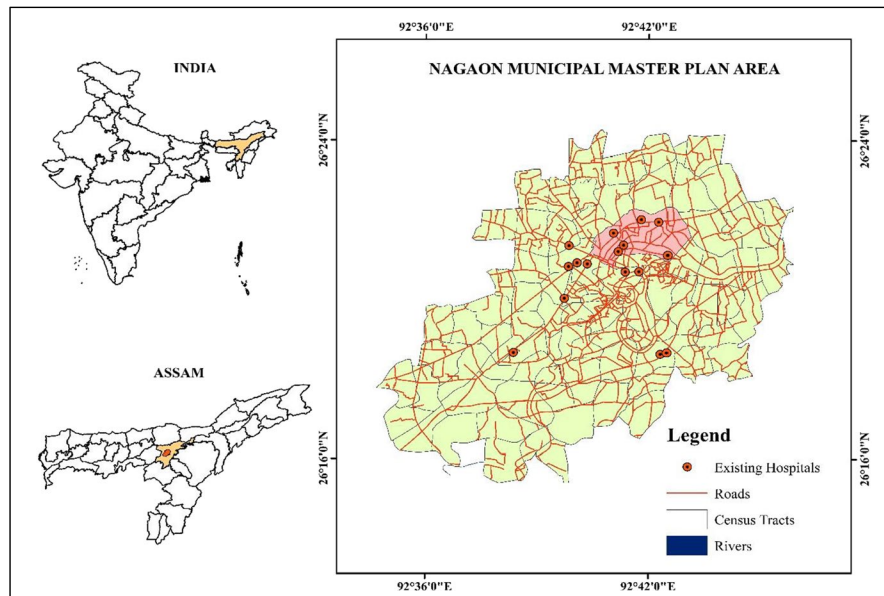 INDIA
ASSAM
92°36'0"E
92°42'0"E
NAGAON MUNICIPAL MASTER PLAN AREA
26°24'0"N
26°24'0"N
26°16'0"N
26°16'0"N
Legend
Existing Hospitals
Roads
Census Tracts
Rivers
92°36'0"E
92°42'0"E